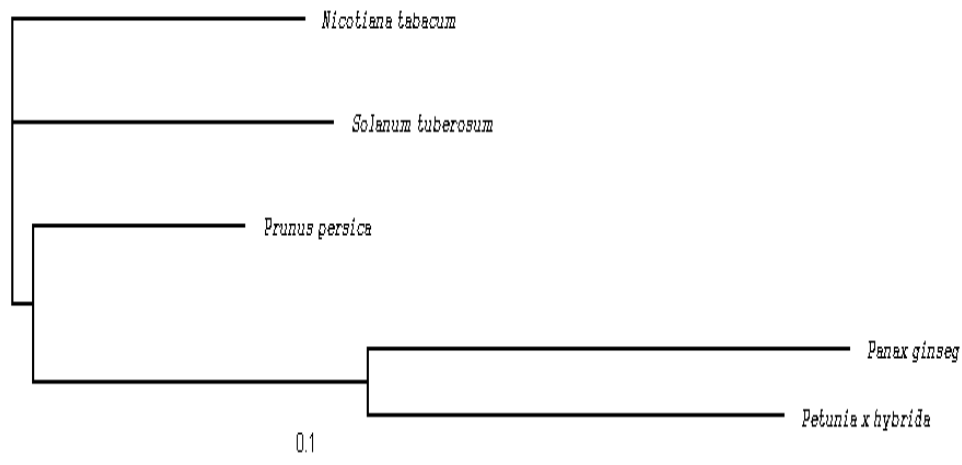 Nicotiana tabacum
Solanum tuberosum
Prunus persica
Panax ginseg
Petunia x hybrida
0.1